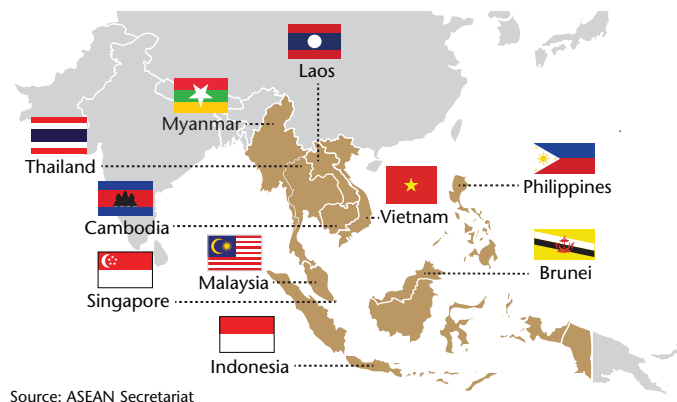 Laos
Myanmar
Thailand
Philippines
Cambodia
Vietnam
Malaysia
Brunei
Singapore
Indonesia
Source: ASEAN Secretariat